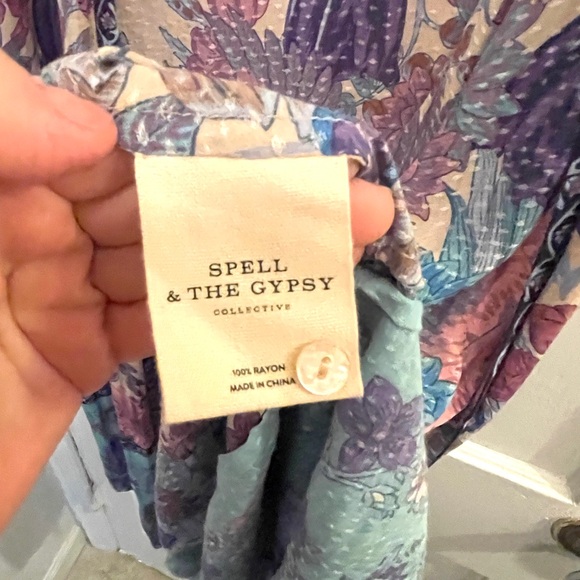 SPELL
& THE GYPSY
COLLECTIVE
100% RAYON
MADE IN CHINA